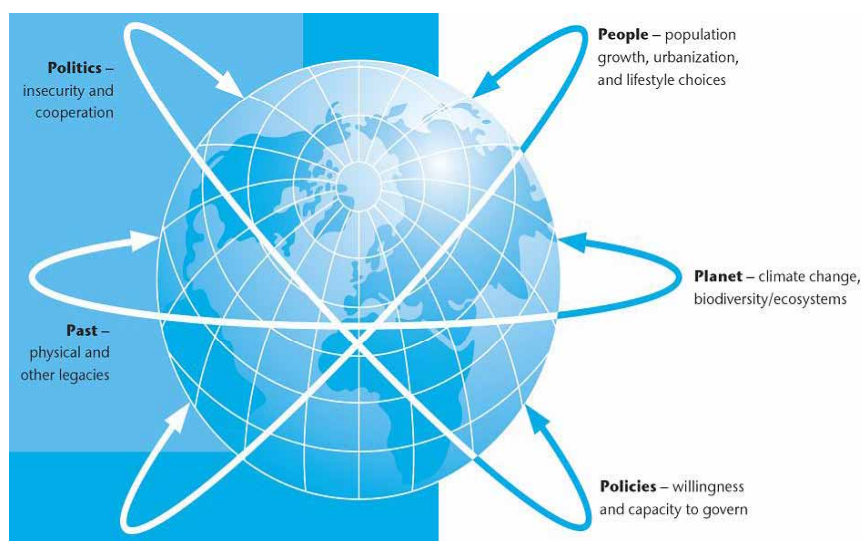 Politics –
insecurity and
cooperation
People – population
growth, urbanization,
and lifestyle choices
Planet – climate change,
biodiversity/ecosystems
Past –
physical and
other legacies
Policies – willingness
and capacity to govern